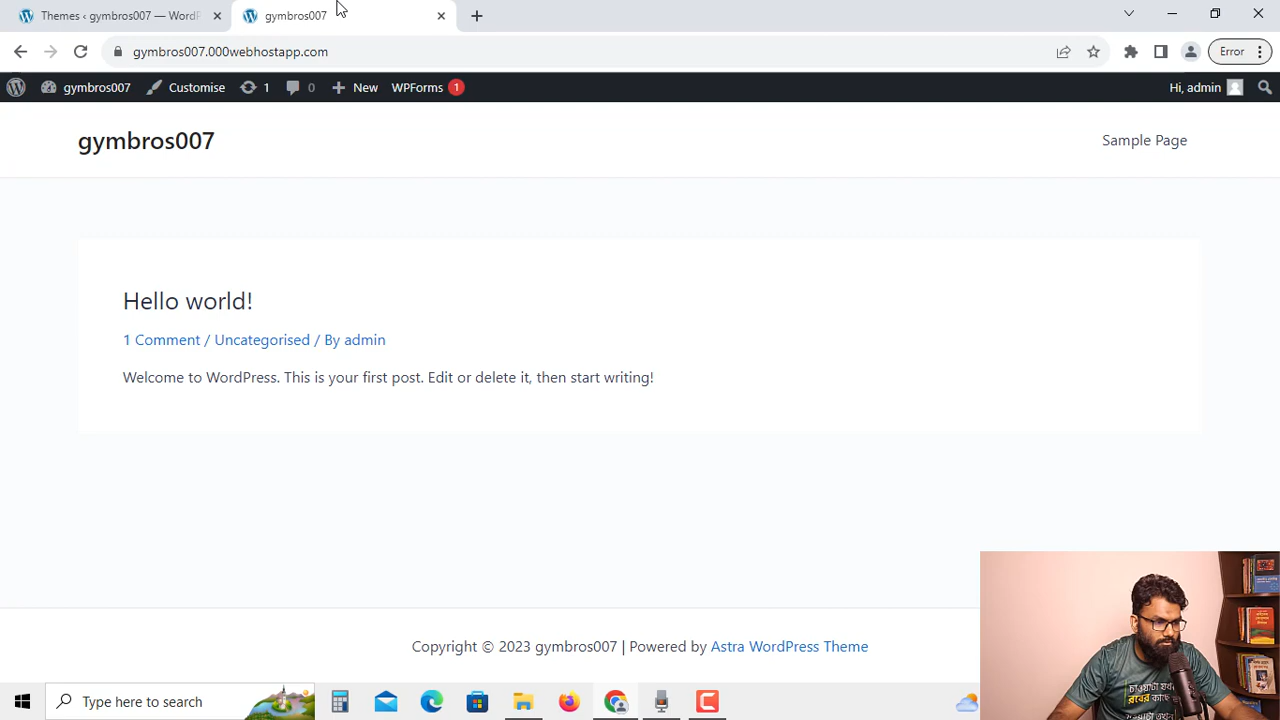 Themes ‹ gymbros007 — WordP
gymbros007
gymbros007.000webhostapp.com
Error
gymbros007
Customise
1
0
New
WPForms 1
Hi, admin
gymbros007
Sample Page
Hello world!
1 Comment / Uncategorised / By admin
Welcome to WordPress. This is your first post. Edit or delete it, then start writing!
Copyright © 2023 gymbros007 | Powered by Astra WordPress Theme
Type here to search